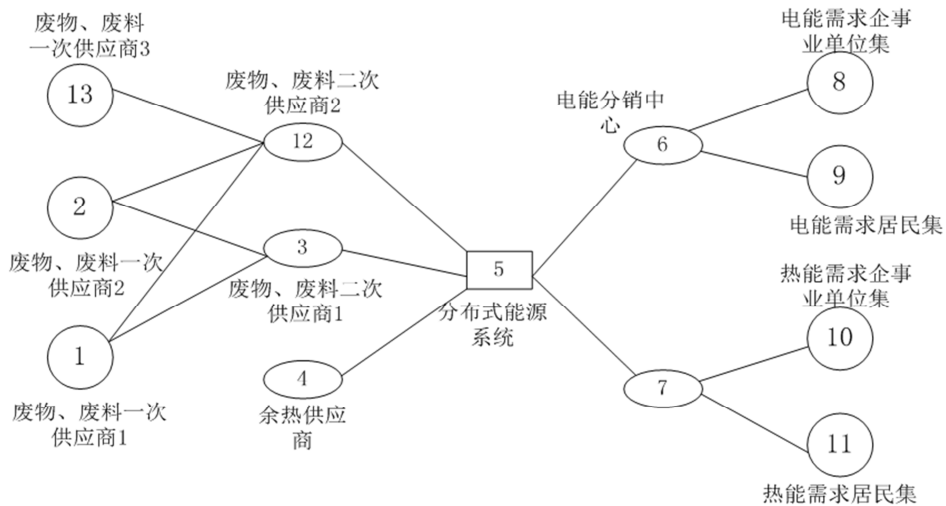 废物、废料
一次供应商3
13
2
废物、废料一次
供应商2
1
废物、废料一次
供应商1
废物、废料二次
供应商2
12
3
废物、废料二次
供应商1
4
余热供应
商
5
分布式能源
系统
电能分销中
心
6
7
电能需求企事
业单位集
8
9
电能需求居民集
热能需求企事
业单位集
10
11
热能需求居民集